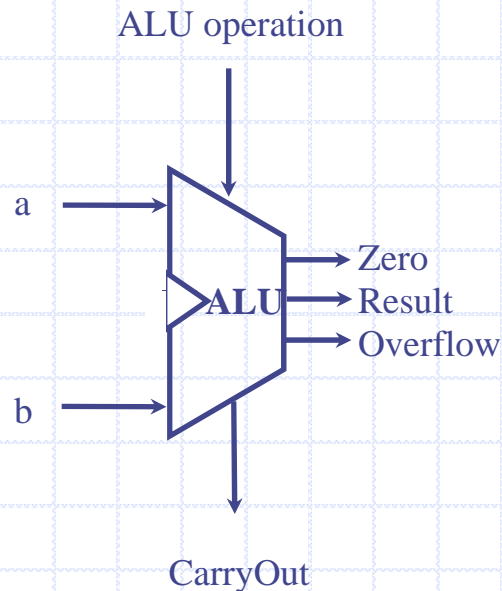 ALU operation
a
Zero
ALU
Result
Overflow
b
CarryOut